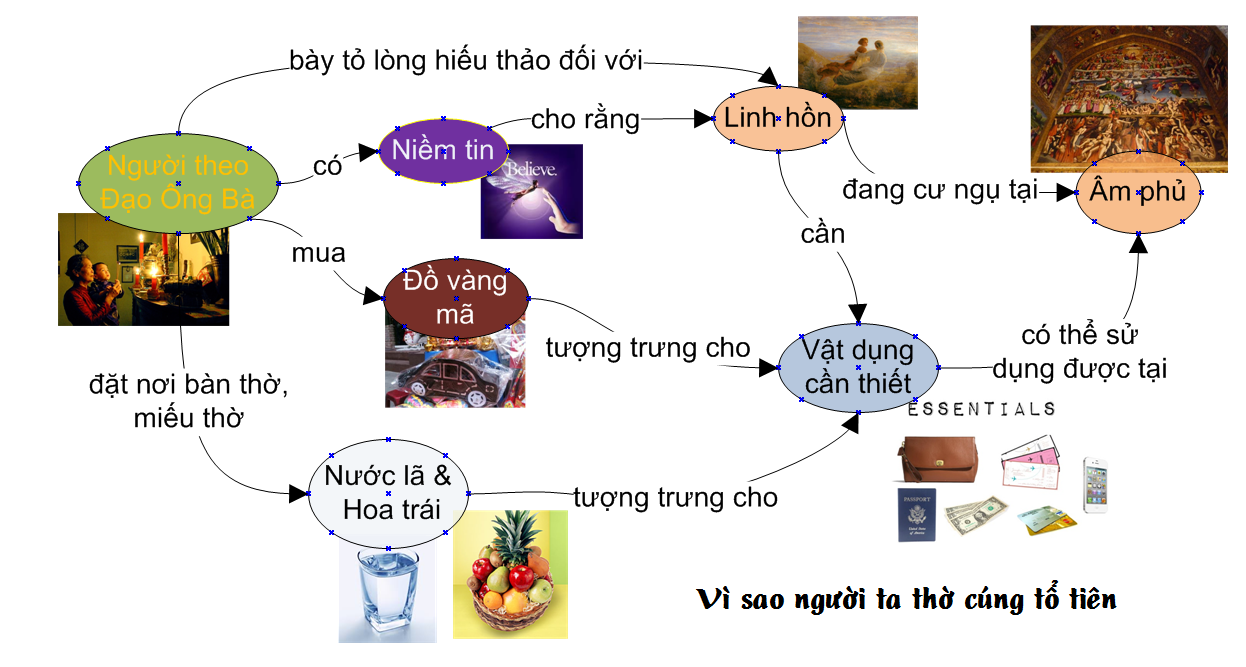 bày tỏ lòng hiếu thảo đối với
Linh hồn
cho rằng
Niềm tin
có
Người theo
Đạo Ông Bà
Believe.
đang cư ngụ tại
Âm phủ
cần
mua
Đồ vàng
mã
tượng trưng cho
Vật dụng
cần thiết
có thể sử
dụng được tại
ESSENTIALS
đặt nơi bàn thờ,
miếu thờ
Nước lã &
Hoa trái
tượng trưng cho
PASSPORT
Vì sao người ta thờ cúng tổ tiên